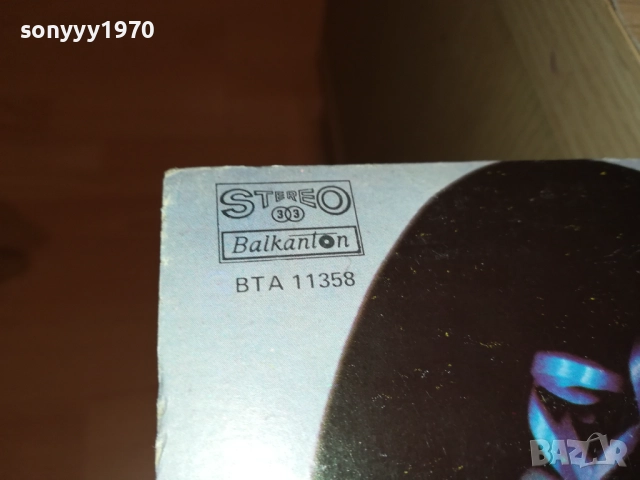 sonyyy1970
STEREO
33
Balkanton
BTA 11358
BAZAR